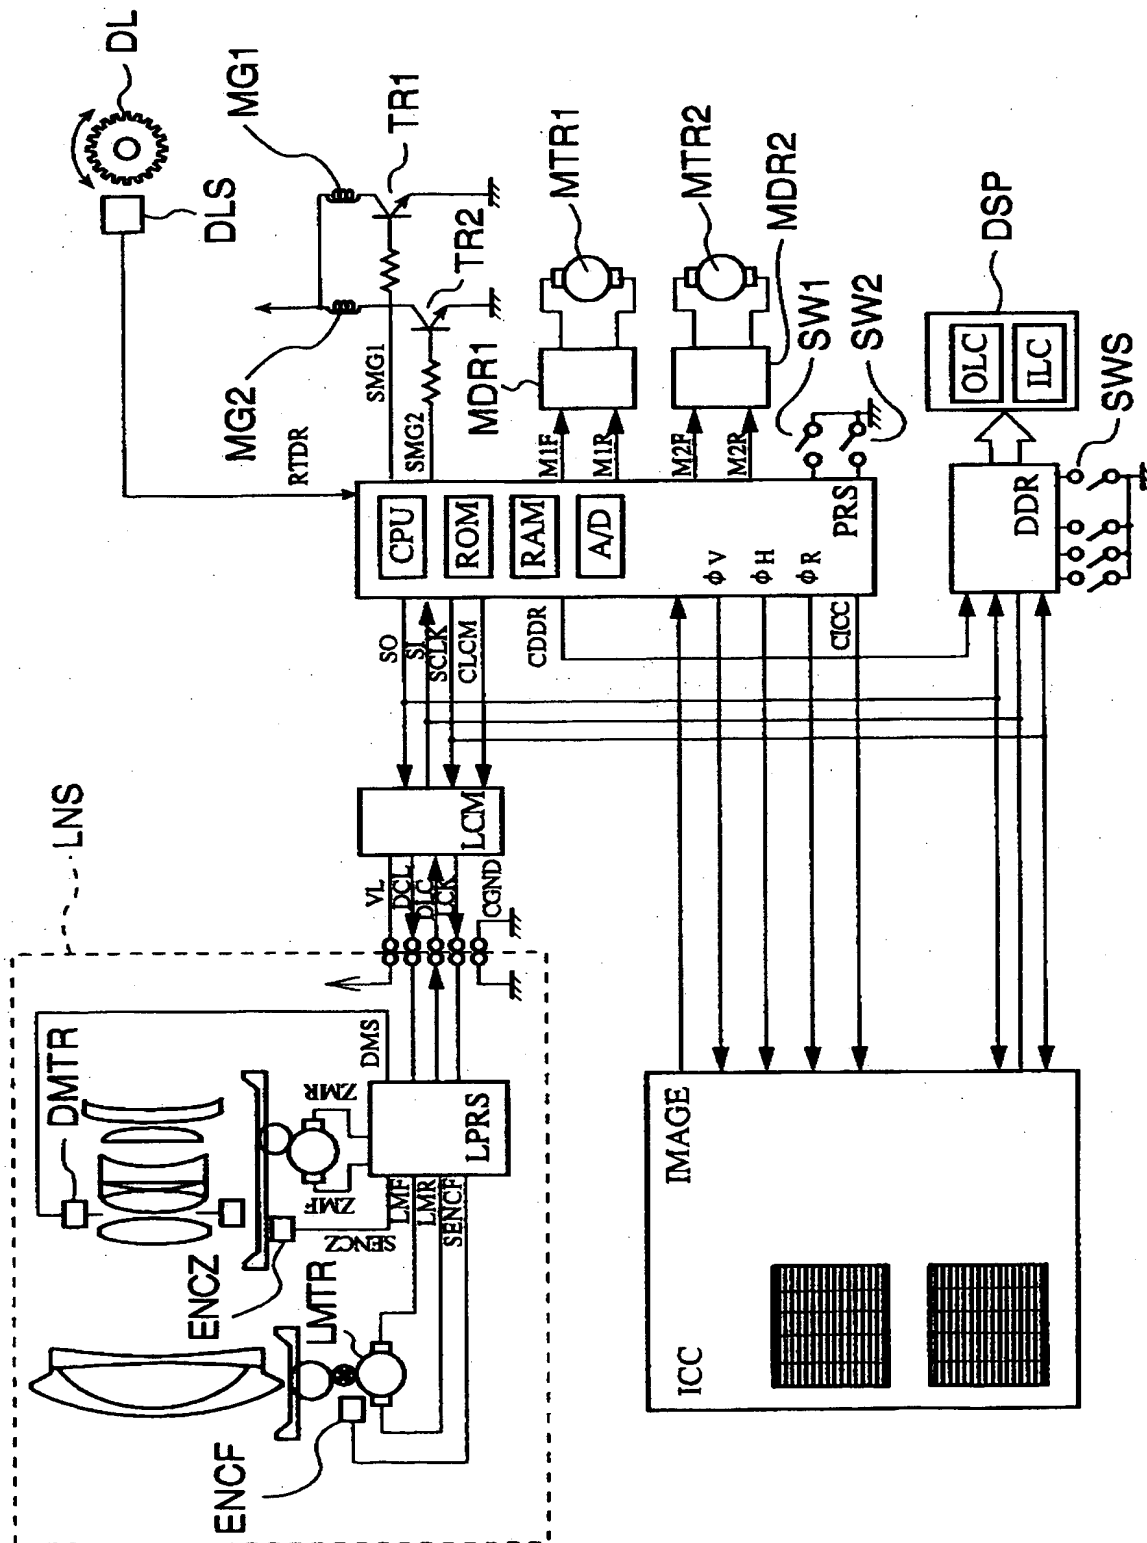 DL
DLS
MG1
MG2
TR1
TR2
RTDR
SMG1
SMG2
MTR1
MDR1
M1F
M1R
MTR2
MDR2
M2F
M2R
SW1
SW2
DSP
OLC
ILC
SWS
DDR
CPU
ROM
RAM
A/D
PRS
φV
φH
φR
SO
SI
SCLK
CLCM
CDDR
CICC
LCM
VL
DCL
DLC
LCK
CGND
LNS
DMTR
DMS
ZMR
ZMF
LPRS
ENCZ
SENCZ
LMF
LMR
SENCF
LMTR
ENCF
IMAGE
ICC